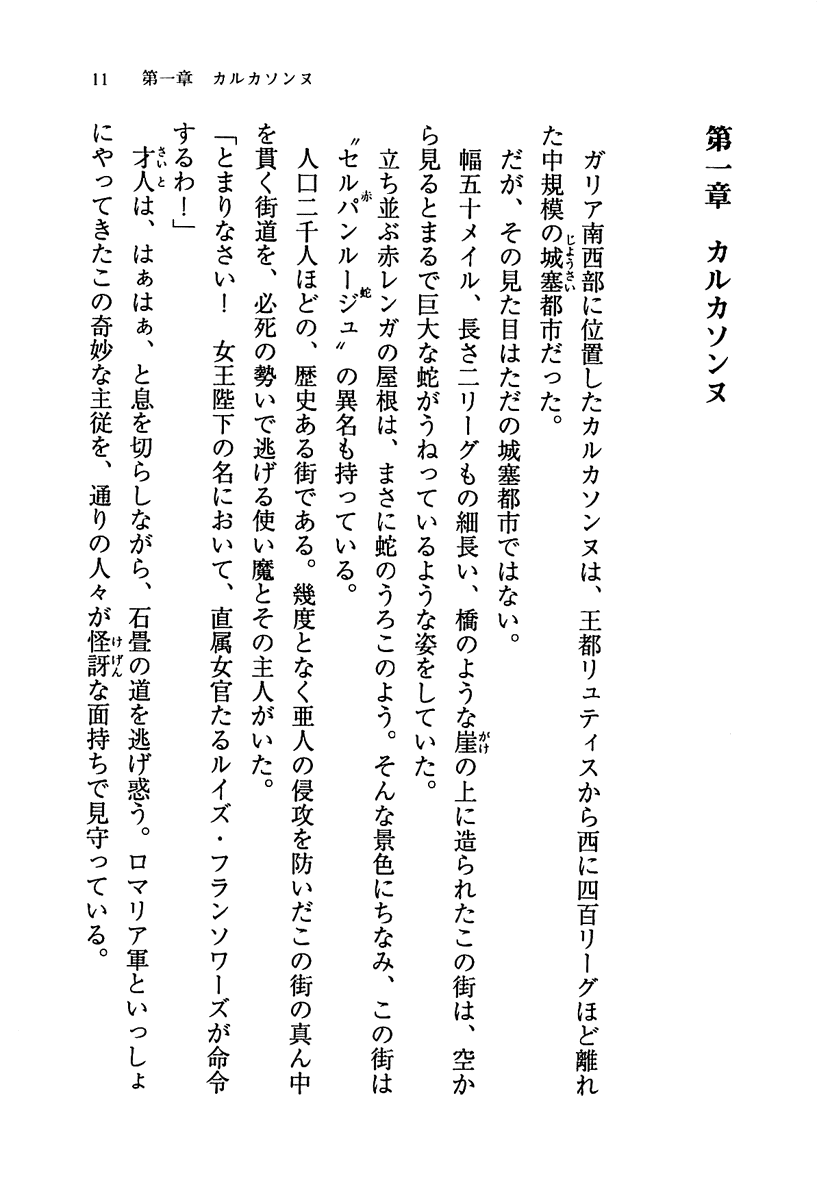 11　第一章　カルカソンヌ
第一章　カルカソンヌ
ガリア南西部に位置したカルカソンヌは、王都リュティスから西に四百リーグほど離れ
た中規模の城塞都市だった。
だが、その見た目はただの城塞都市ではない。
幅五十メイル、長さ二リーグもの細長い、橋のような崖の上に造られたこの街は、空か
ら見るとまるで巨大な蛇がうねっているような姿をしていた。
立ち並ぶ赤レンガの屋根は、まさに蛇のうろこのよう。そんな景色にちなみ、この街は
〝セルパンルージュ〟の異名も持っている。
人口二千人ほどの、歴史ある街である。幾度となく亜人の侵攻を防いだこの街の真ん中
を貫く街道を、必死の勢いで逃げる使い魔とその主人がいた。
「とまりなさい！　女王陛下の名において、直属女官たるルイズ・フランソワーズが命令
するわ！」
才人は、はぁはぁ、と息を切らしながら、石畳の道を逃げ惑う。ロマリア軍といっしょ
にやってきたこの奇妙な主従を、通りの人々が怪訝な面持ちで見守っている。